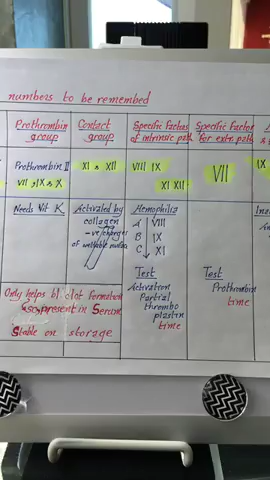 numbers to be remembed
Prothrombin group
Contact group
Specific Factors of intrinsic path
Specific Factor for extr. path
Prothrombin II
VII, IX & X
XI & XII
VIII IX
XI XII
VII
IX
Needs Vit K
Activated by
collagen
-ve charges
of wettable
Hemophilia
A VIII
B IX
C XI
Test
Activation
Partial
thrombo
plastin
time
Test
Prothrombin
time
Only helps bl clot formation
so present in Serum
Stable on storage